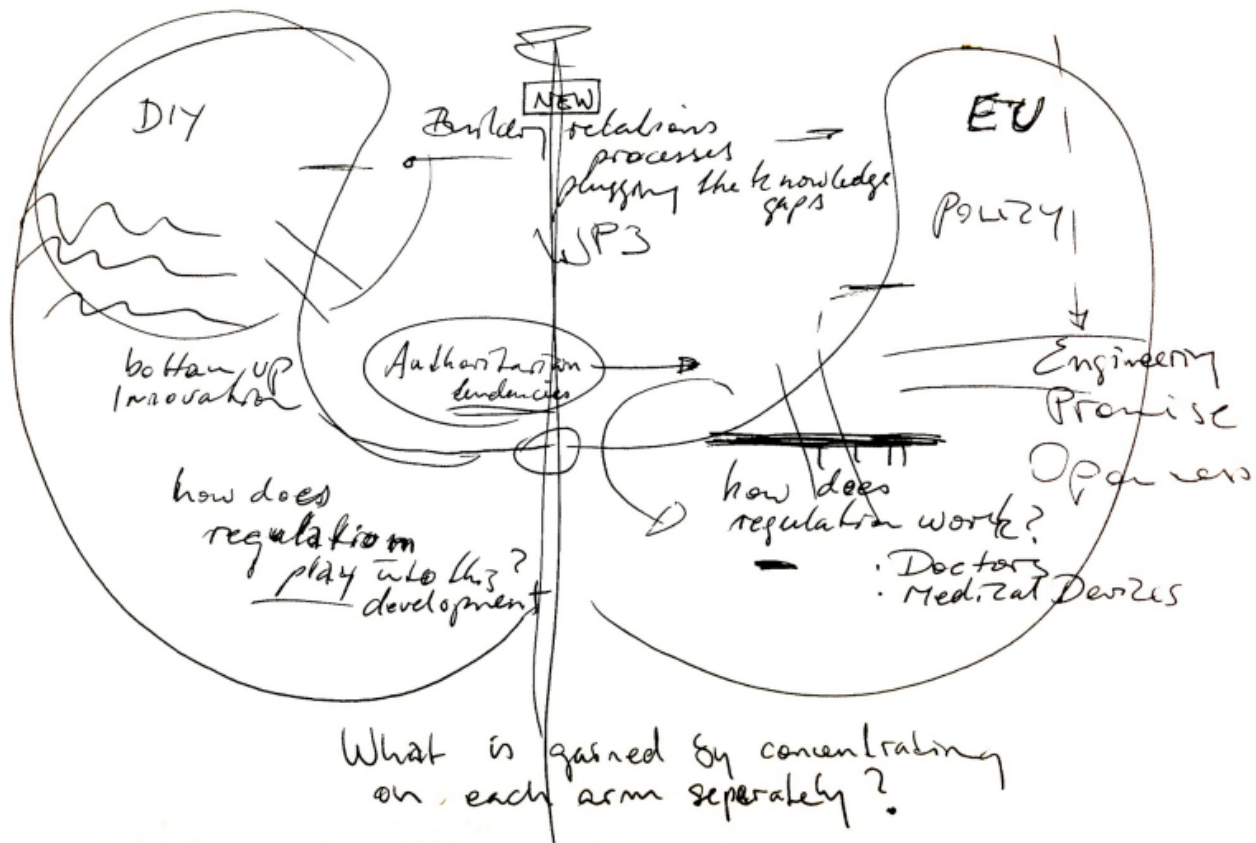 DIY
NEW
Building relations
processes
plugging the knowledge
gaps
WP3
EU
POLICY
bottom up
Innovation
Authoritarian
tendencies
Engineering
Promise
Openness
how does
regulation
play into this?
development
how does
regulation work?
· Doctors
· Medical Devices
What is gained by concentrating
on each arm seperately?